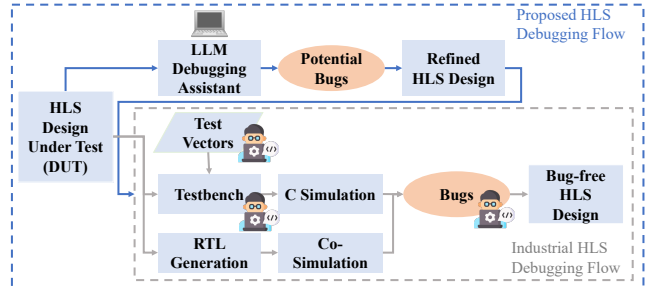 Proposed HLS
Debugging Flow
LLM
Debugging
Assistant
Potential
Bugs
Refined
HLS Design
HLS
Design
Under Test
(DUT)
Test
Vectors
Testbench
C Simulation
Bugs
Bug-free
HLS
Design
RTL
Generation
Co-
Simulation
Industrial HLS
Debugging Flow